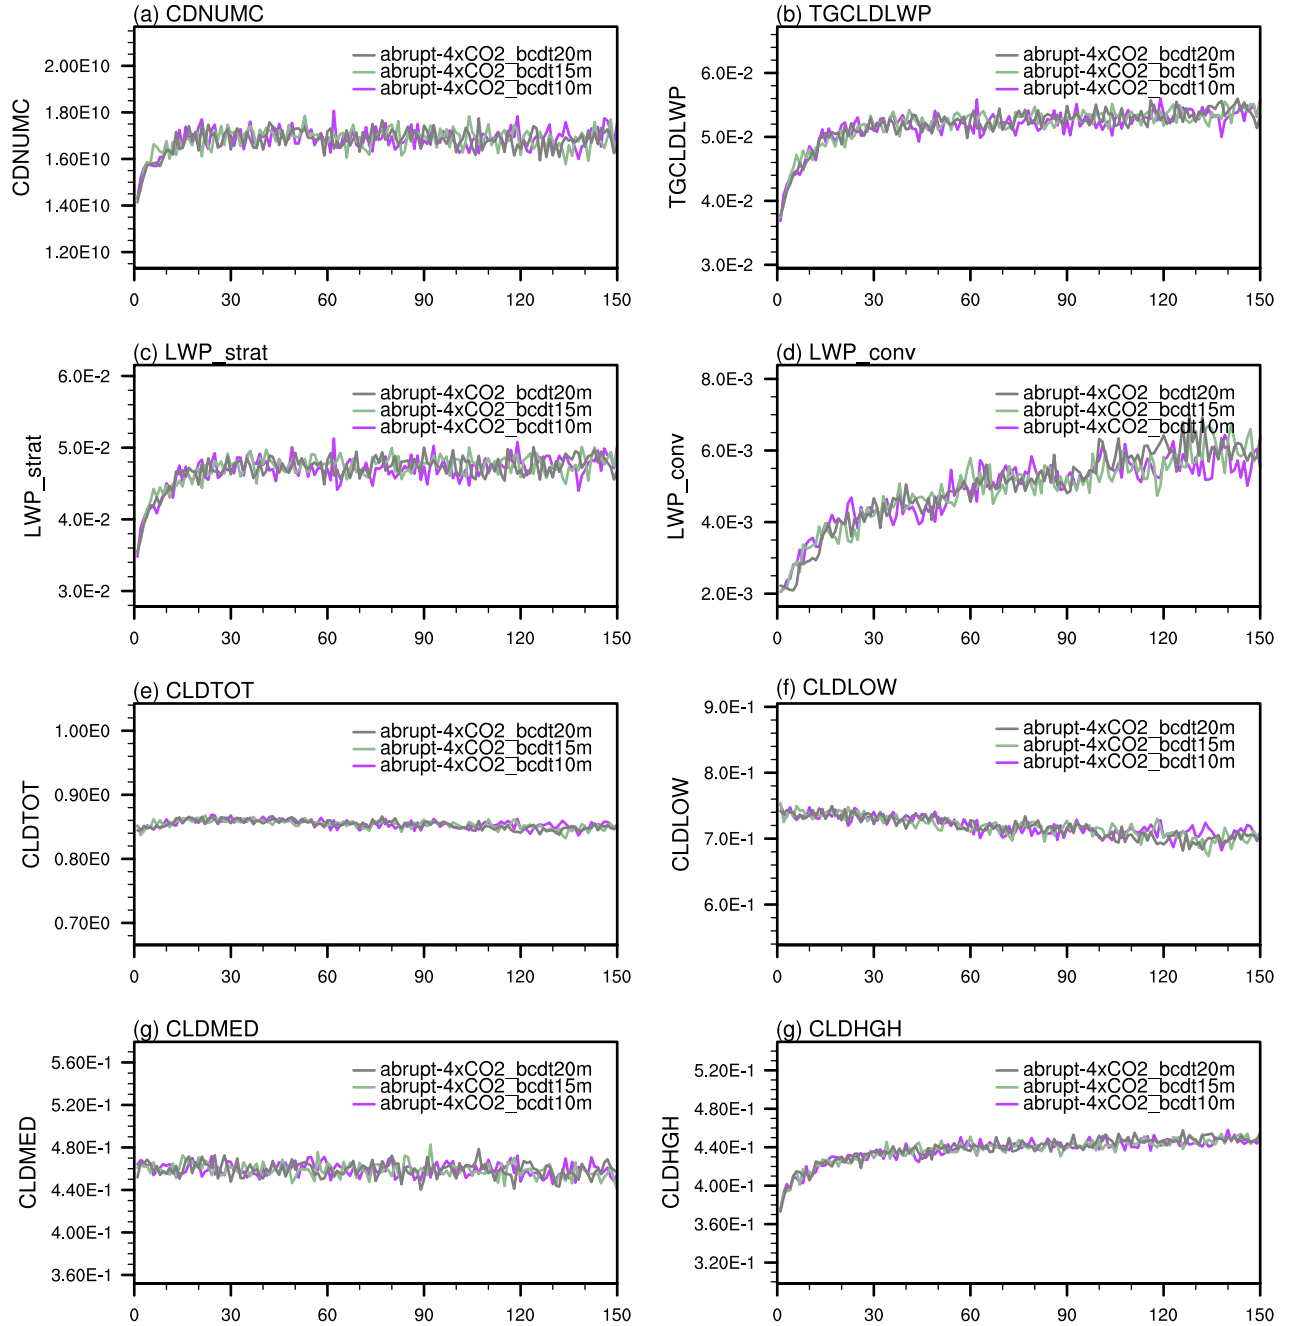 (a) CDNUMC
CDNUMC
2.00E10
1.80E10
1.60E10
1.40E10
1.20E10
abrupt-4xCO2_bcdt20m
abrupt-4xCO2_bcdt15m
abrupt-4xCO2_bcdt10m
0 30 60 90 120 150
(b) TGCLDLWP
TGCLDLWP
6.0E-2
5.0E-2
4.0E-2
3.0E-2
abrupt-4xCO2_bcdt20m
abrupt-4xCO2_bcdt15m
abrupt-4xCO2_bcdt10m
0 30 60 90 120 150
(c) LWP_strat
LWP_strat
6.0E-2
5.0E-2
4.0E-2
3.0E-2
abrupt-4xCO2_bcdt20m
abrupt-4xCO2_bcdt15m
abrupt-4xCO2_bcdt10m
0 30 60 90 120 150
(d) LWP_conv
LWP_conv
8.0E-3
6.0E-3
4.0E-3
2.0E-3
abrupt-4xCO2_bcdt20m
abrupt-4xCO2_bcdt15m
abrupt-4xCO2_bcdt10m
0 30 60 90 120 150
(e) CLDTOT
CLDTOT
1.00E0
0.90E0
0.80E0
0.70E0
abrupt-4xCO2_bcdt20m
abrupt-4xCO2_bcdt15m
abrupt-4xCO2_bcdt10m
0 30 60 90 120 150
(f) CLDLOW
CLDLOW
9.0E-1
8.0E-1
7.0E-1
6.0E-1
abrupt-4xCO2_bcdt20m
abrupt-4xCO2_bcdt15m
abrupt-4xCO2_bcdt10m
0 30 60 90 120 150
(g) CLDMED
CLDMED
5.60E-1
5.20E-1
4.80E-1
4.40E-1
4.00E-1
3.60E-1
abrupt-4xCO2_bcdt20m
abrupt-4xCO2_bcdt15m
abrupt-4xCO2_bcdt10m
0 30 60 90 120 150
(g) CLDHGH
CLDHGH
5.20E-1
4.80E-1
4.40E-1
4.00E-1
3.60E-1
3.20E-1
abrupt-4xCO2_bcdt20m
abrupt-4xCO2_bcdt15m
abrupt-4xCO2_bcdt10m
0 30 60 90 120 150